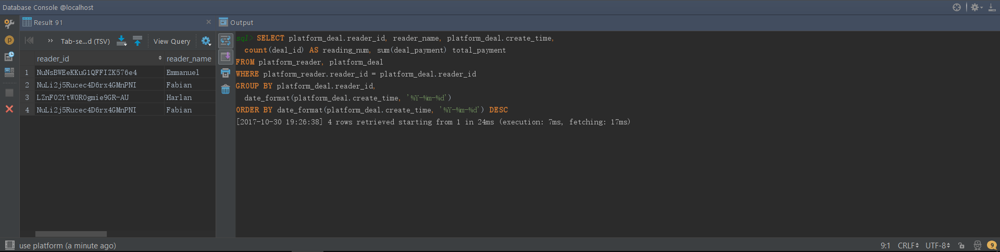 Database Console @localhost
Result 91
Output
Tab-se...d (TSV)
View Query
reader_id
reader_name
1 NuNsBWEeKKuG1QFFIZK576e4 Emmanuel
2 NuLi2j5Rucec4D6rx4GMnPNI Fabian
3 LZnF02YtW0R0gmie9GR-AU Harlan
4 NuLi2j5Rucec4D6rx4GMnPNI Fabian
sql> SELECT platform_deal.reader_id, reader_name, platform_deal.create_time,
count(deal_id) AS reading_num, sum(deal_payment) total_payment
FROM platform_reader, platform_deal
WHERE platform_reader.reader_id = platform_deal.reader_id
GROUP BY platform_deal.reader_id,
date_format(platform_deal.create_time, '%Y-%m-%d')
ORDER BY date_format(platform_deal.create_time, '%Y-%m-%d') DESC
[2017-10-30 19:26:38] 4 rows retrieved starting from 1 in 24ms (execution: 7ms, fetching: 17ms)
use platform (a minute ago)
9:1 CRLF UTF-8 9